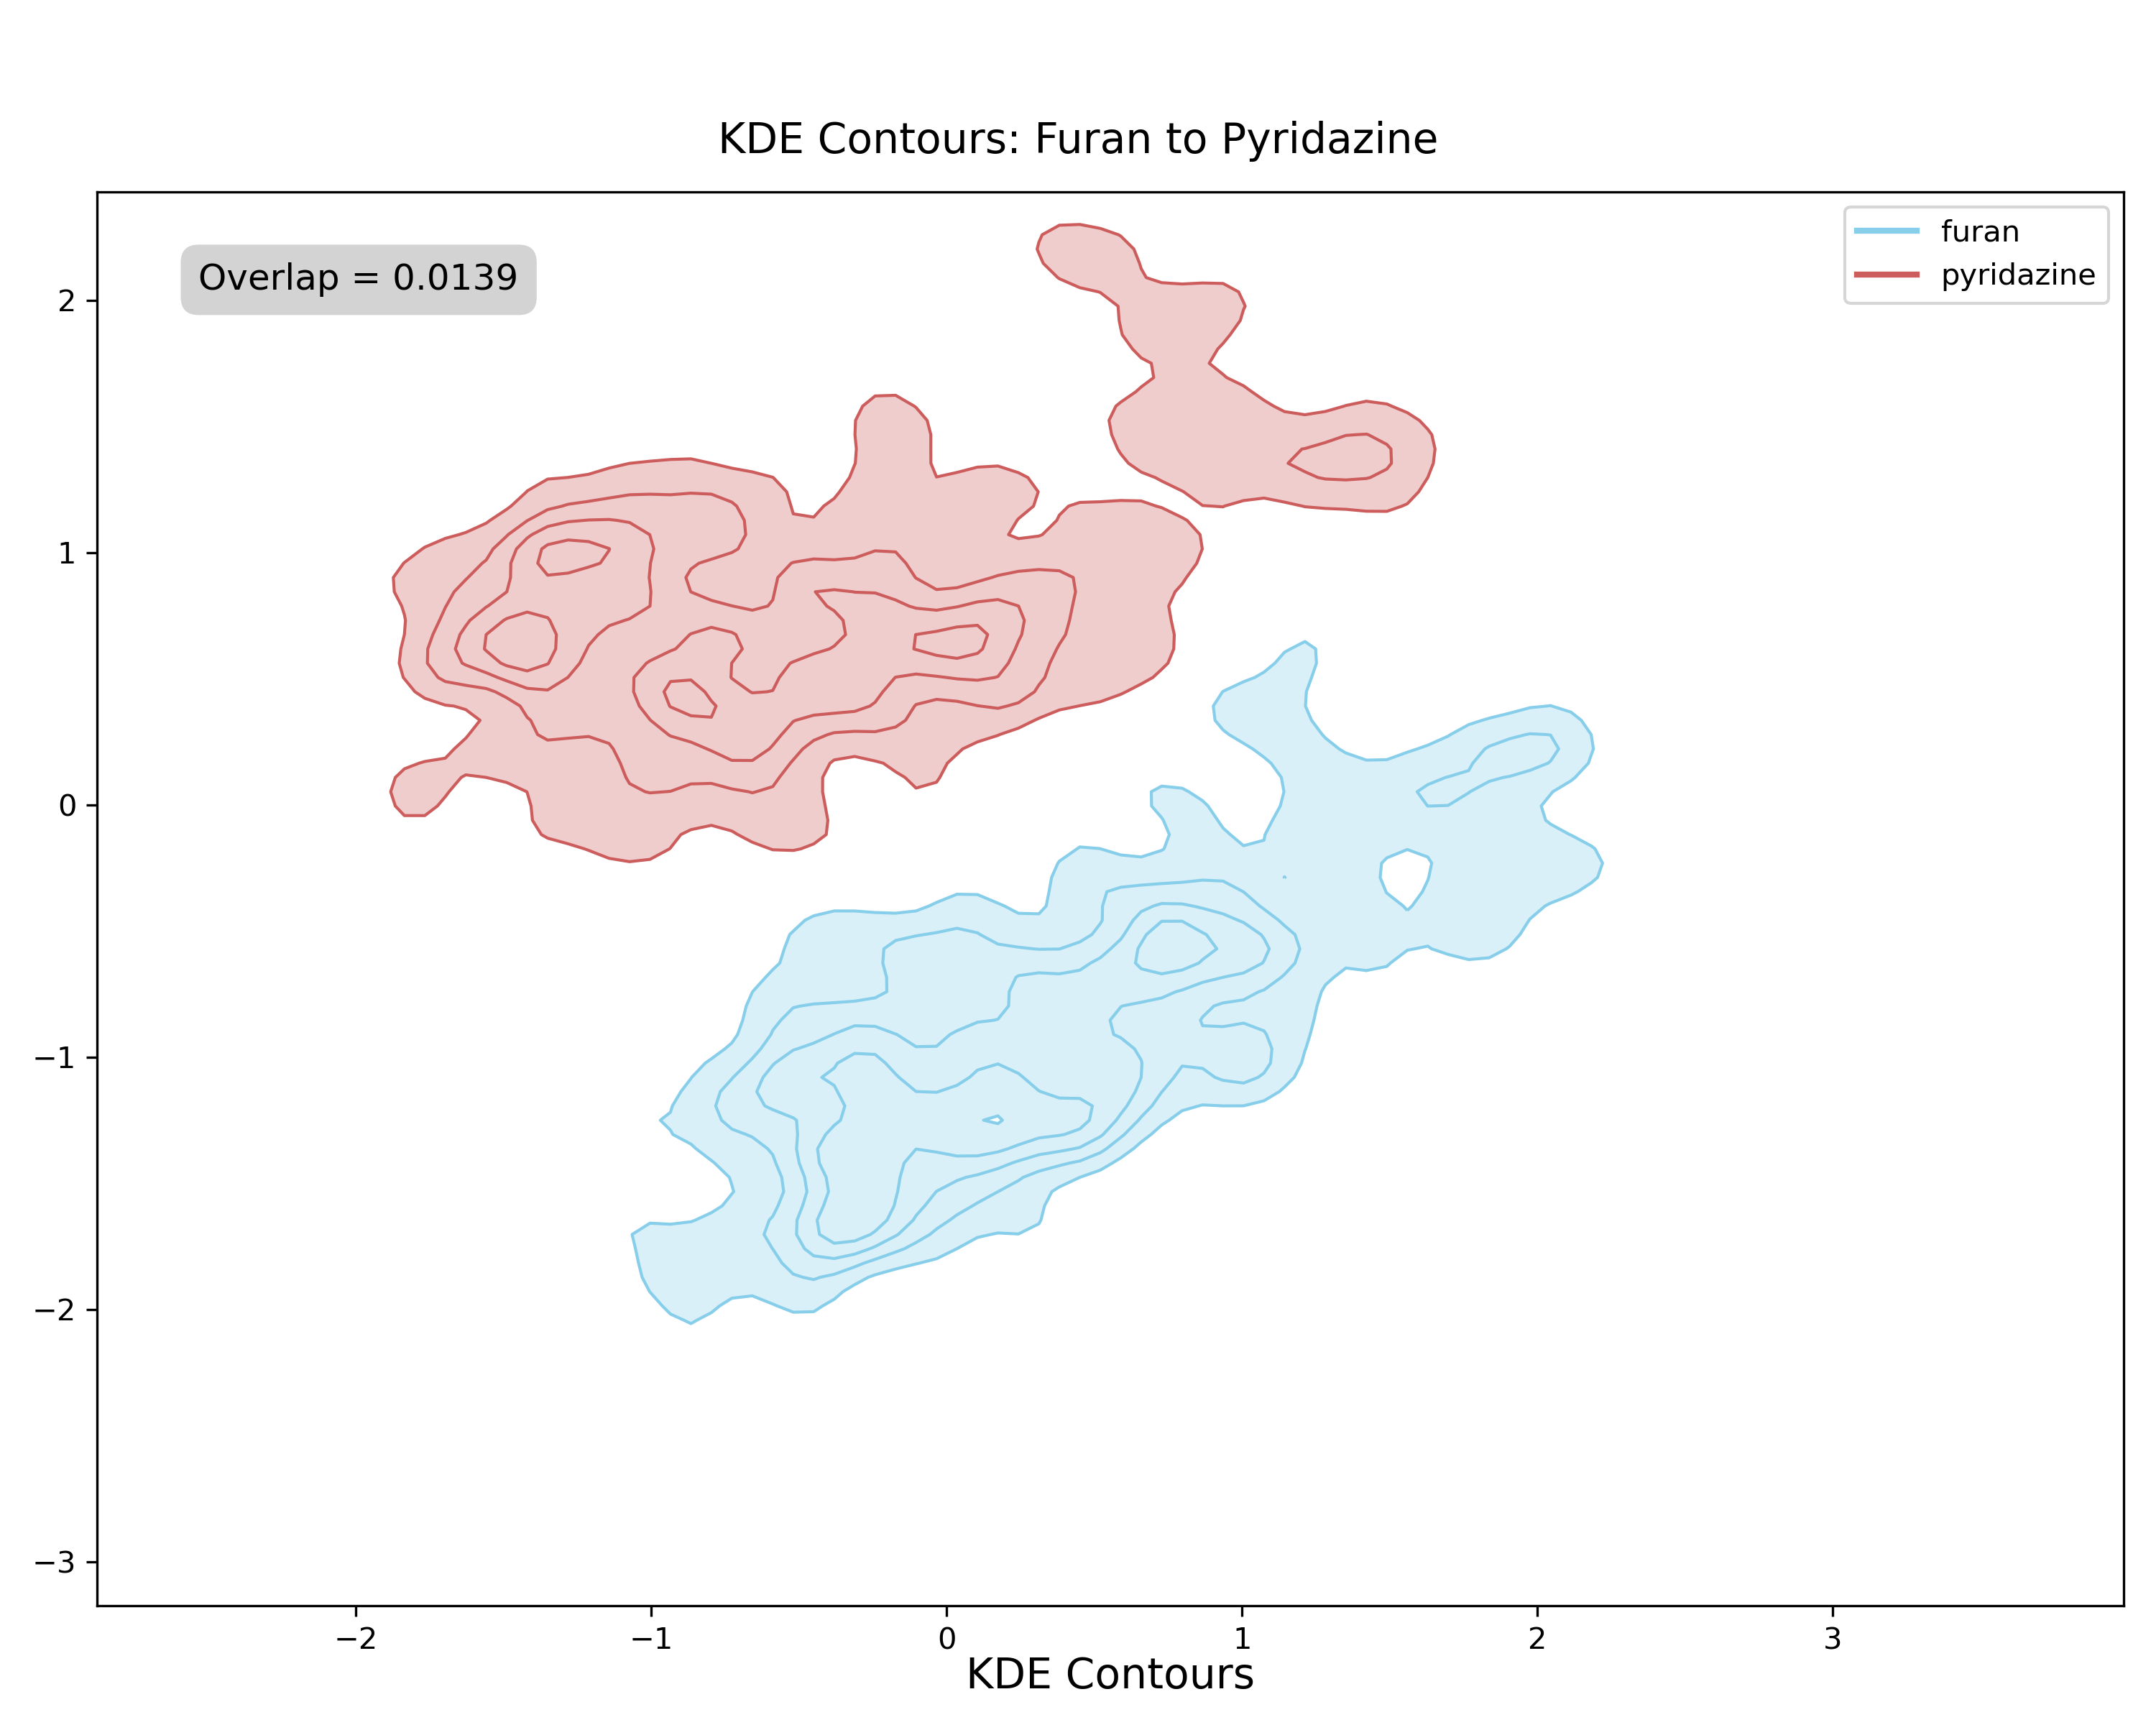 KDE Contours: Furan to Pyridazine
Overlap = 0.0139
furan
pyridazine
2
1
0
−1
−2
−3
−2
−1
0
1
2
3
KDE Contours